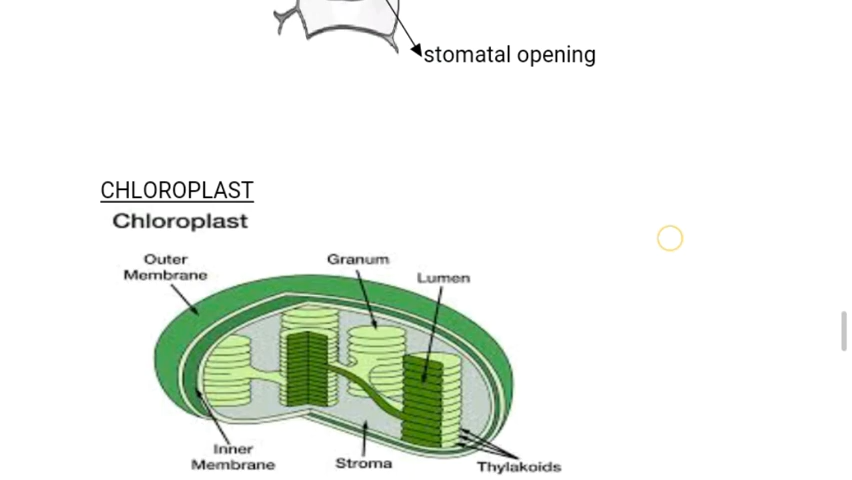 stomatal opening
CHLOROPLAST
Chloroplast
Outer
Membrane
Granum
Lumen
Inner
Membrane
Stroma
Thylakoids